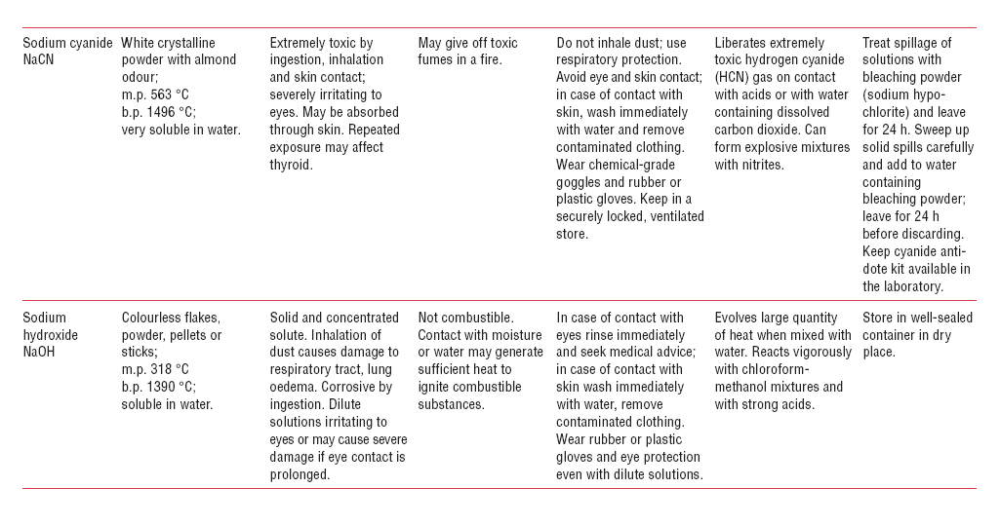 Sodium cyanide
NaCN
White crystalline
powder with almond
odour;
m.p. 563 °C
b.p. 1496 °C;
very soluble in water.
Extremely toxic by
ingestion, inhalation
and skin contact;
severely irritating to
eyes. May be absorbed
through skin. Repeated
exposure may affect
thyroid.
May give off toxic
fumes in a fire.
Do not inhale dust; use
respiratory protection.
Avoid eye and skin contact;
in case of contact with
skin, wash immediately
with water and remove
contaminated clothing.
Wear chemical-grade
goggles and rubber or
plastic gloves. Keep in a
securely locked, ventilated
store.
Liberates extremely
toxic hydrogen cyanide
(HCN) gas on contact
with acids or with water
containing dissolved
carbon dioxide. Can
form explosive mixtures
with nitrites.
Treat spillage of
solutions with
bleaching powder
(sodium hypo-
chlorite) and leave
for 24 h. Sweep up
solid spills carefully
and add to water
containing
bleaching powder;
leave for 24 h
before discarding.
Keep cyanide anti-
dote kit available in
the laboratory.
Sodium
hydroxide
NaOH
Colourless flakes,
powder, pellets or
sticks;
m.p. 318 °C
b.p. 1390 °C;
soluble in water.
Solid and concentrated
solute. Inhalation of
dust causes damage to
respiratory tract, lung
oedema. Corrosive by
ingestion. Dilute
solutions irritating to
eyes or may cause severe
damage if eye contact is
prolonged.
Not combustible.
Contact with moisture
or water may generate
sufficient heat to
ignite combustible
substances.
In case of contact with
eyes rinse immediately
and seek medical advice;
in case of contact with
skin wash immediately
with water, remove
contaminated clothing.
Wear rubber or plastic
gloves and eye protection
even with dilute solutions.
Evolves large quantity
of heat when mixed with
water. Reacts vigorously
with chloroform-
methanol mixtures and
with strong acids.
Store in well-sealed
container in dry
place.